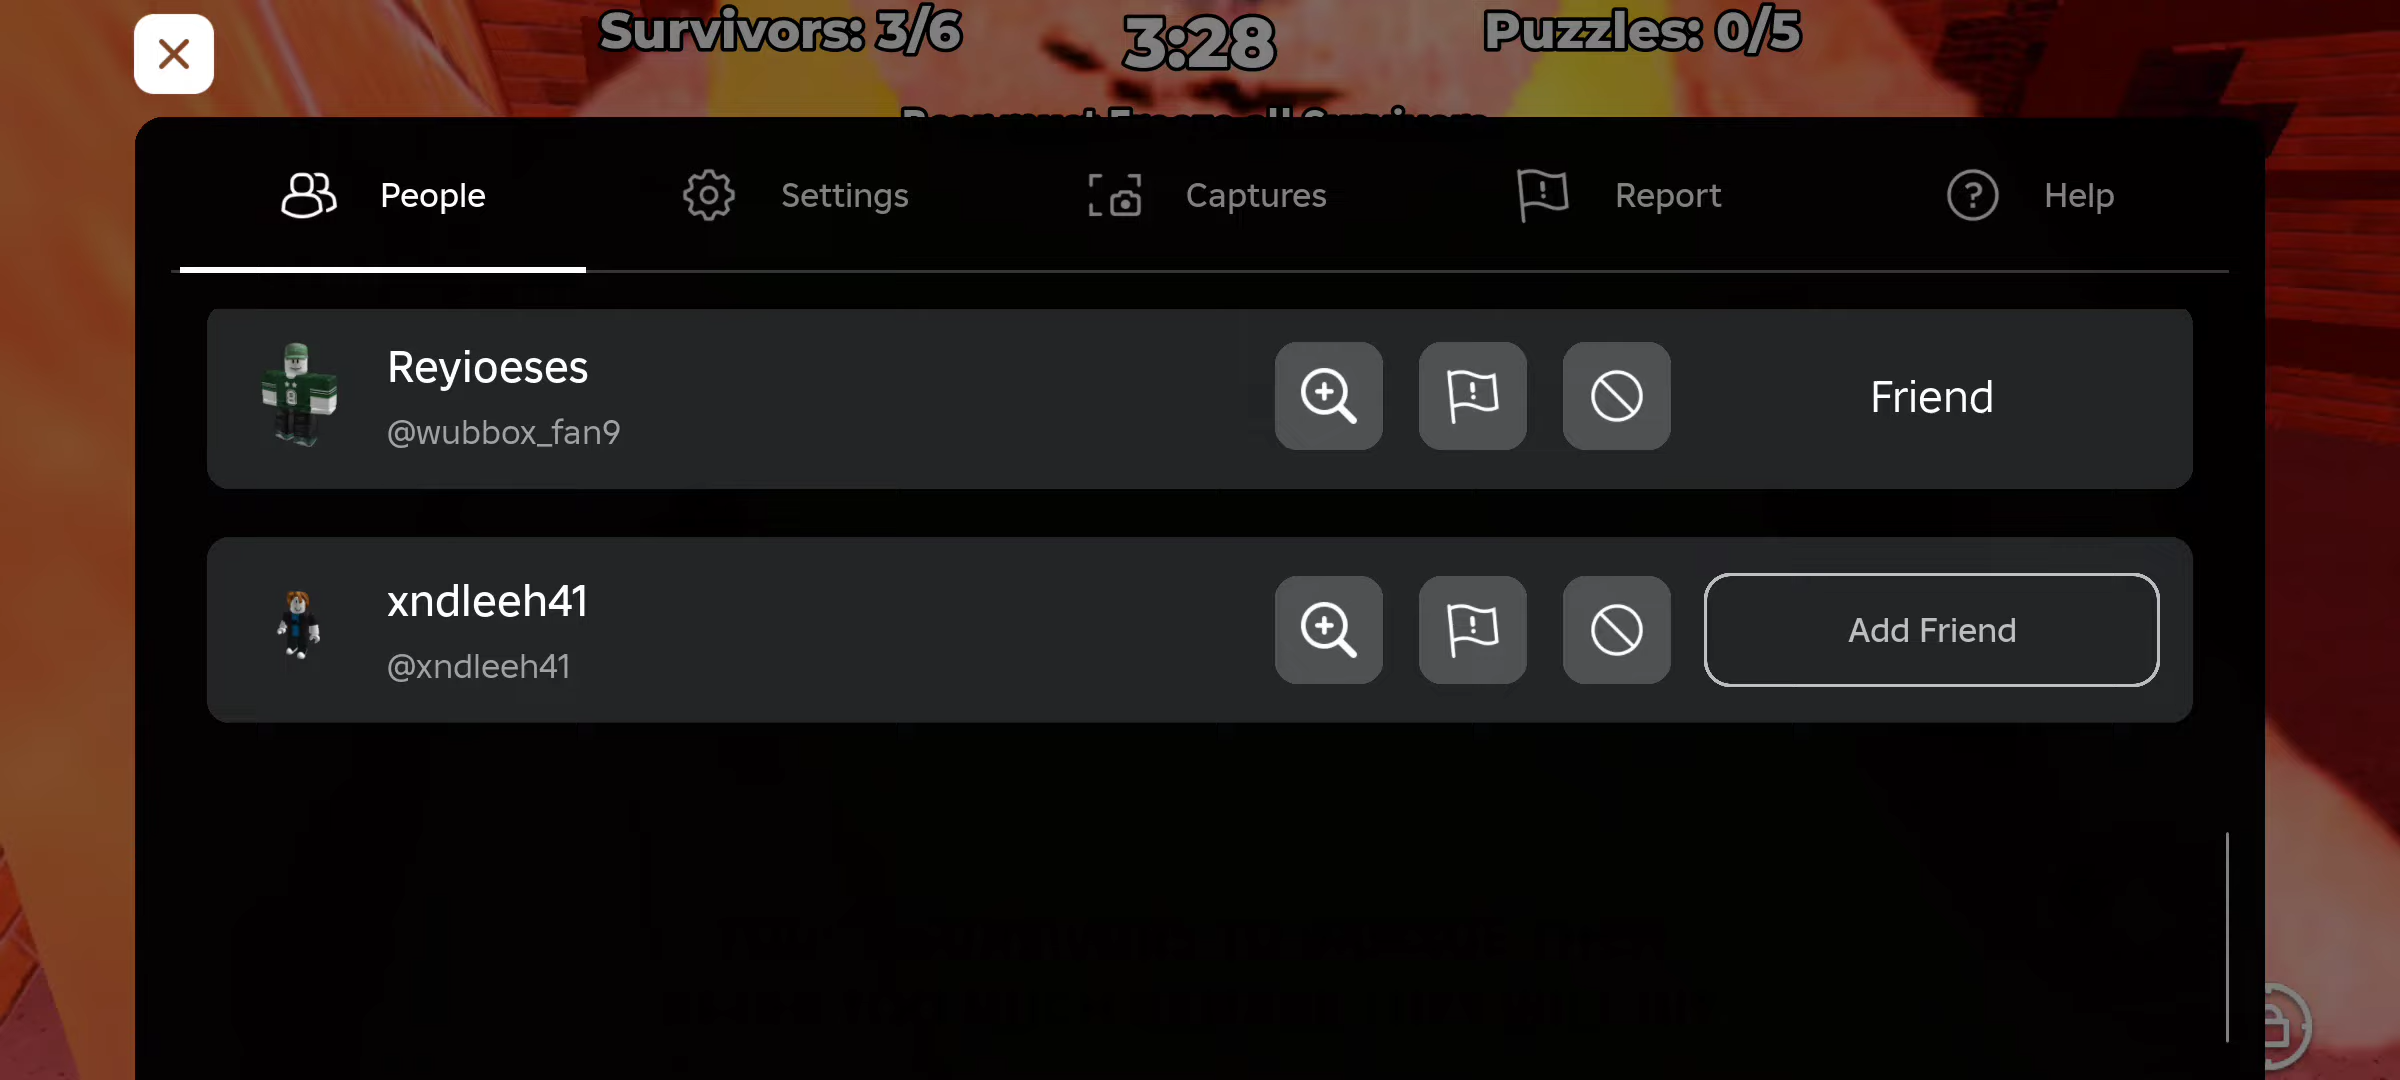 Survivors: 3/6
3:28
Puzzles: 0/5
People
Settings
Captures
Report
Help
Reyioeses
@wubbox_fan9
Friend
xndleeh41
@xndleeh41
Add Friend